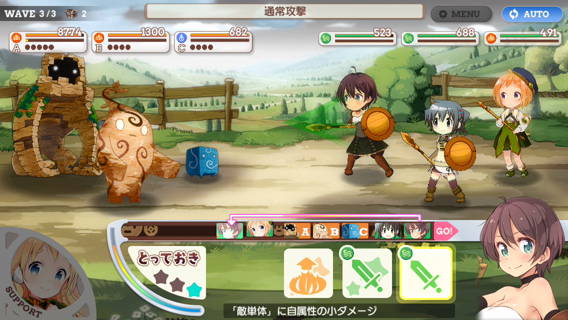 WAVE 3/3 2
通常攻撃
MENU
AUTO
8774
A
1300
B
682
C
523
688
491
A B C GO!
とっておき
SUPPORT
「敵単体」に自属性の小ダメージ